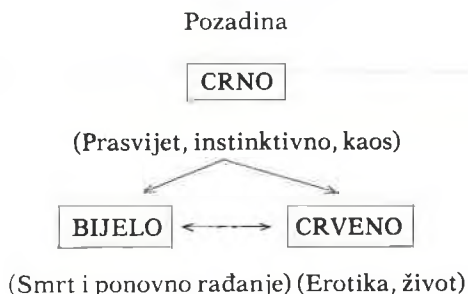 Pozadina
CRNO
(Prasvijet, instinktivno, kaos)
BIJELO CRVENO
(Smrt i ponovno rađanje) (Erotika, život)